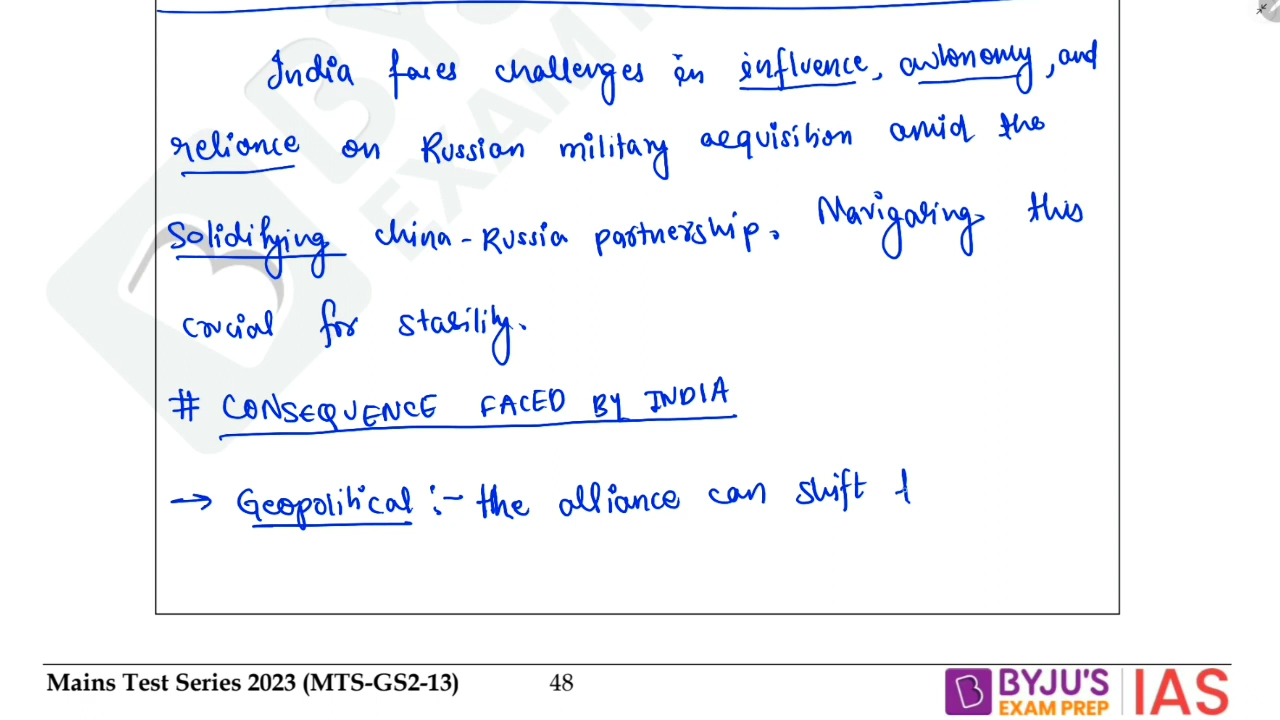 India faces challenges in influence, autonomy, and
reliance on Russian military acquisition amid the
solidifying China-Russia partnership. Navigating this
crucial for stability.
# CONSEQUENCE FACED BY INDIA
→ Geopolitical :- the alliance can shift
Mains Test Series 2023 (MTS-GS2-13) 48
BYJU'S EXAM PREP | IAS